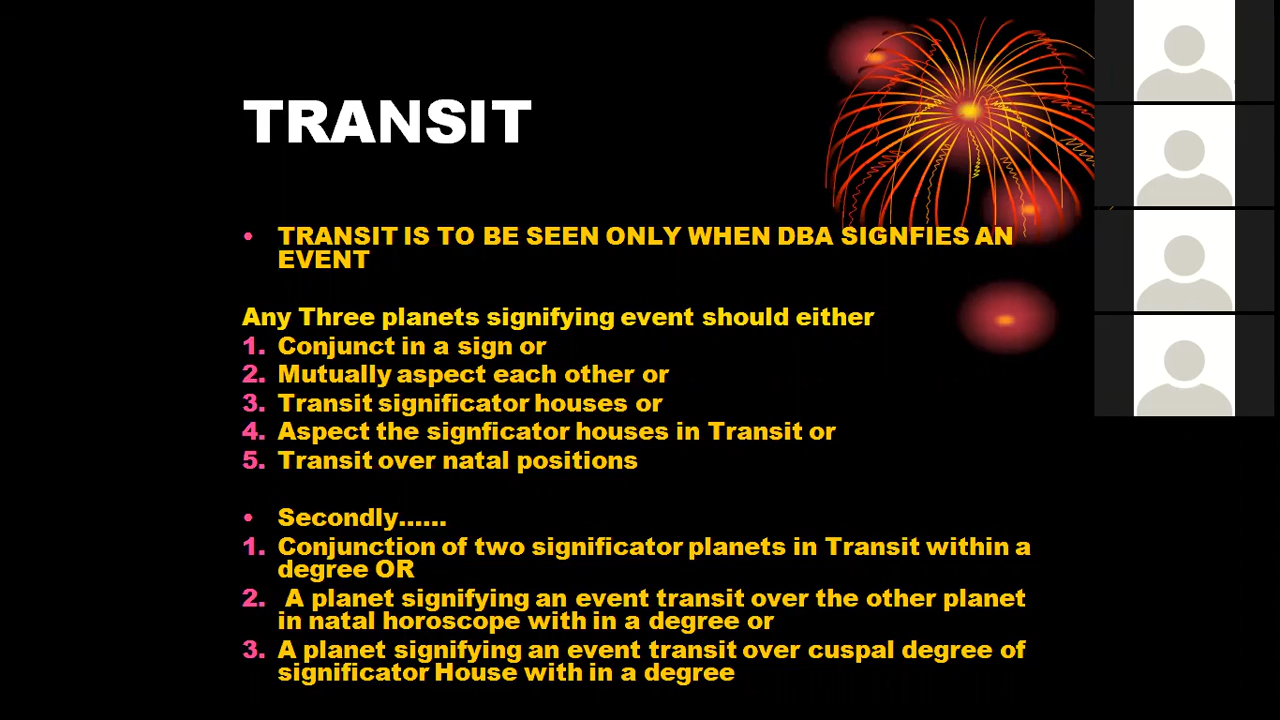 TRANSIT
• TRANSIT IS TO BE SEEN ONLY WHEN DBA SIGNFIES AN
EVENT
Any Three planets signifying event should either
1. Conjunct in a sign or
2. Mutually aspect each other or
3. Transit significator houses or
4. Aspect the signficator houses in Transit or
5. Transit over natal positions
• Secondly......
1. Conjunction of two significator planets in Transit within a
degree OR
2. A planet signifying an event transit over the other planet
in natal horoscope with in a degree or
3. A planet signifying an event transit over cuspal degree of
significator House with in a degree